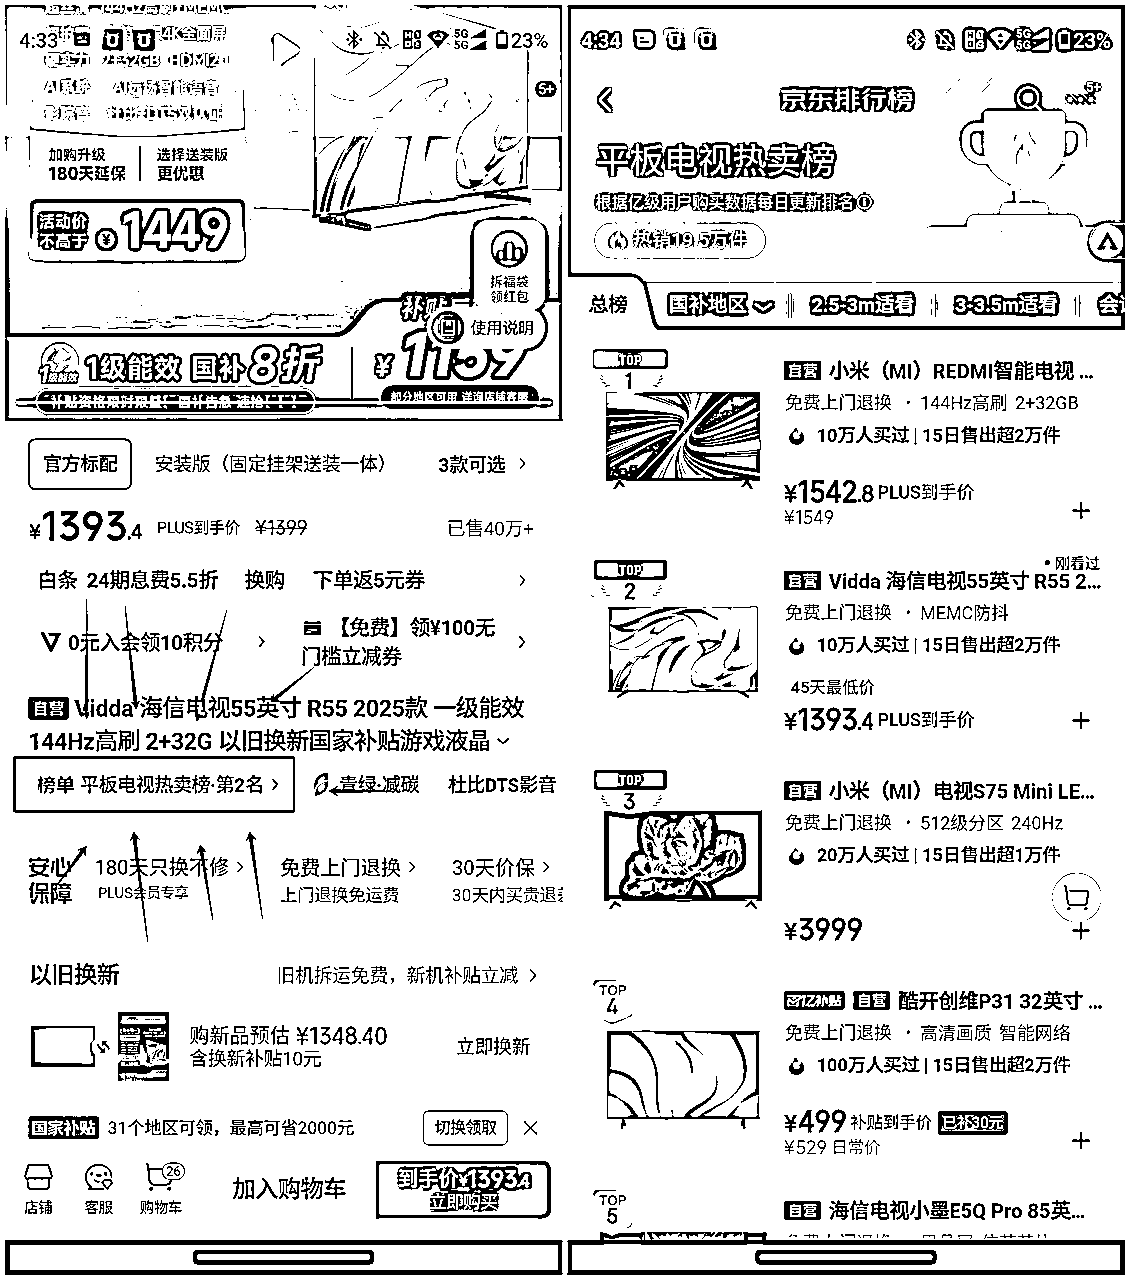 4:33
5G
5G
23%
4K全面屏
2+32GB HDMI2.1
AI远场智能语音
5+
加购升级
180天延保
选择送装版
更优惠
活动价
不高于
¥1449
拆福袋
领红包
补贴
使用说明
1级能效 国补8折
¥1159
官方标配
安装版（固定挂架送装一体）
3款可选 >
¥1393.4 PLUS到手价 ¥1399
已售40万+
白条 24期息费5.5折
换购
下单返5元券 >
0元入会领10积分 >
【免费】领¥100无
门槛立减券 >
自营 Vidda 海信电视55英寸 R55 2025款 一级能效
144Hz高刷 2+32G 以旧换新国家补贴游戏液晶
榜单 平板电视热卖榜·第2名 >
青绿·减碳
杜比DTS影音
安心
保障
180天只换不修 >
PLUS会员专享
免费上门退换 >
上门退换免运费
30天价保 >
30天内买贵退差
以旧换新
旧机拆运免费，新机补贴立减 >
购新品预估 ¥1348.40
含换新补贴10元
立即换新
国家补贴 31个地区可领，最高可省2000元
切换领取
店铺
客服
26
购物车
加入购物车
到手价¥1393.4
立即购买
4:34
5G
5G
23%
京东排行榜
5+
平板电视热卖榜
根据亿级用户购买数据每日更新排名
热销19.5万件
总榜
国补地区
2.5-3m适看
3-3.5m适看
TOP
1
自营 小米（MI）REDMI智能电视 ...
免费上门退换 · 144Hz高刷 2+32GB
10万人买过 | 15日售出超2万件
¥1542.8 PLUS到手价
¥1549
TOP
2
刚看过
自营 Vidda 海信电视55英寸 R55 2...
免费上门退换 · MEMC防抖
10万人买过 | 15日售出超2万件
45天最低价
¥1393.4 PLUS到手价
TOP
3
自营 小米（MI）电视S75 Mini LE...
免费上门退换 · 512级分区 240Hz
20万人买过 | 15日售出超1万件
¥3999
TOP
4
百亿补贴 自营 酷开创维P31 32英寸 ...
免费上门退换 · 高清画质 智能网络
100万人买过 | 15日售出超2万件
¥499 补贴到手价 已补30元
¥529 日常价
TOP
5
自营 海信电视小墨E5Q Pro 85英...